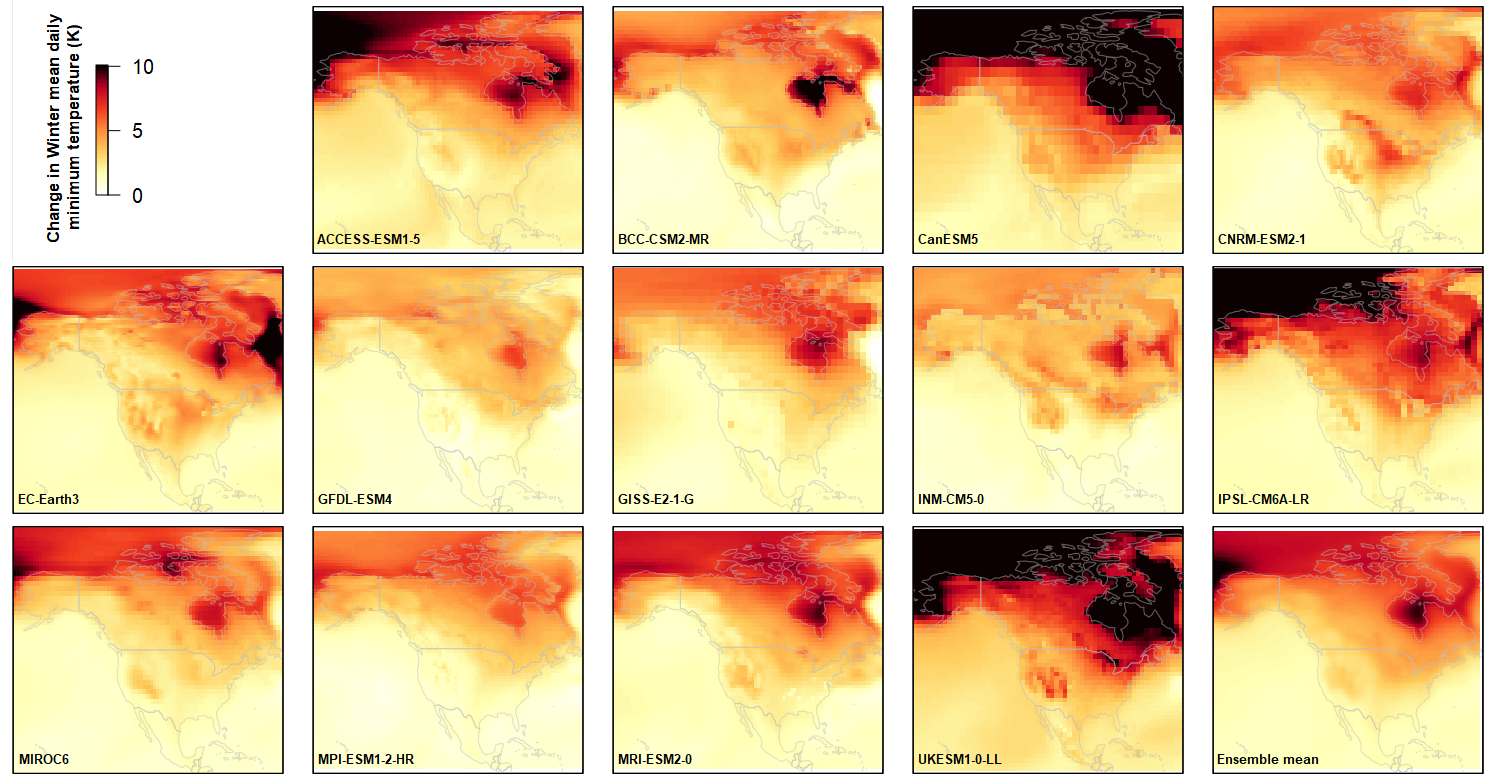 Change in Winter mean daily
minimum temperature (K)
10
5
0
ACCESS-ESM1-5
BCC-CSM2-MR
CanESM5
CNRM-ESM2-1
EC-Earth3
GFDL-ESM4
GISS-E2-1-G
INM-CM5-0
IPSL-CM6A-LR
MIROC6
MPI-ESM1-2-HR
MRI-ESM2-0
UKESM1-0-LL
Ensemble mean